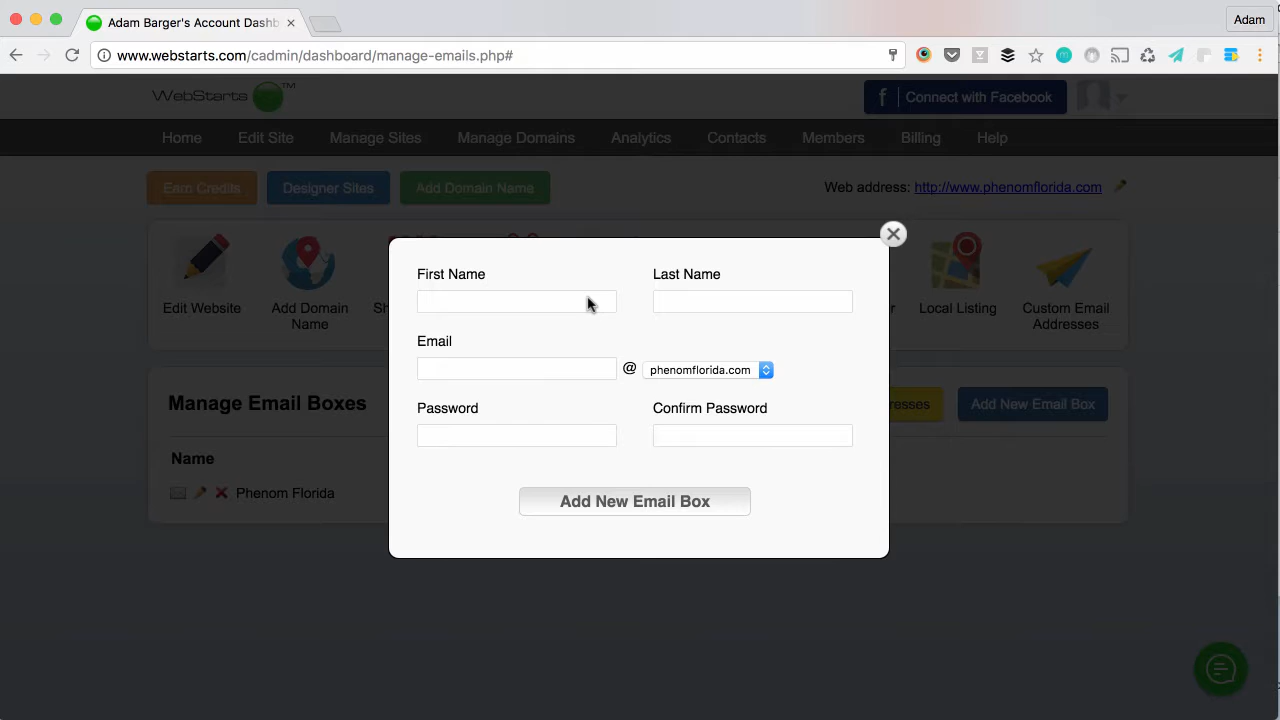 Adam Barger's Account Dashb
Adam
www.webstarts.com/cadmin/dashboard/manage-emails.php#
WebStarts™
f Connect with Facebook
Home Edit Site Manage Sites Manage Domains Analytics Contacts Members Billing Help
Earn Credits Designer Sites Add Domain Name
Web address: http://www.phenomflorida.com
First Name Last Name
Edit Website
Add Domain
Name
Sh
r
Local Listing
Custom Email
Addresses
Email
@ phenomflorida.com
Manage Email Boxes
Password Confirm Password
resses
Add New Email Box
Name
Phenom Florida
Add New Email Box